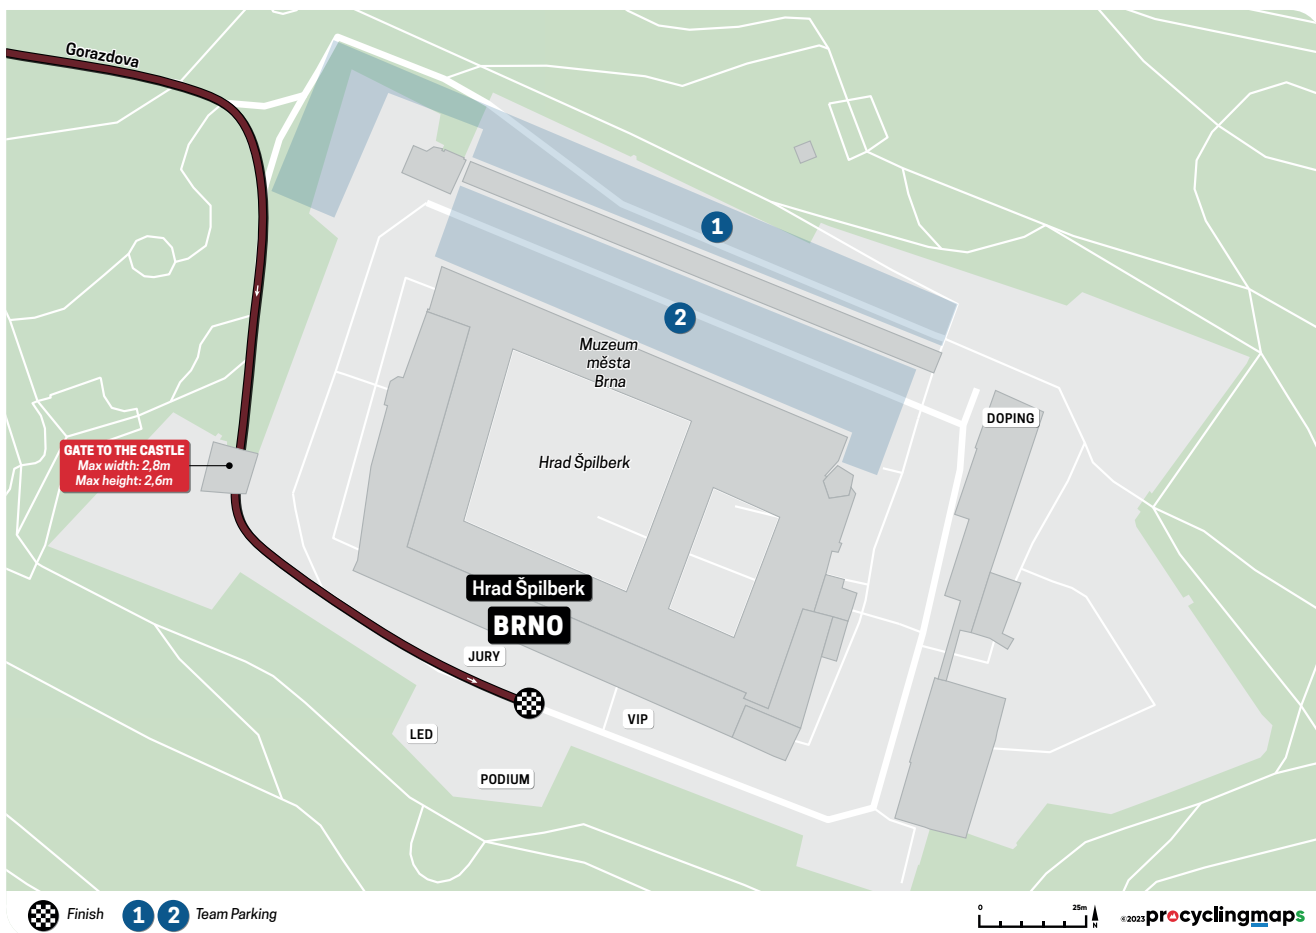 Gorazdova
1
2
Muzeum
města
Brna
DOPING
GATE TO THE CASTLE
Max width: 2,8m
Max height: 2,6m
Hrad Špilberk
Hrad Špilberk
BRNO
JURY
VIP
LED
PODIUM
Finish
1 2 Team Parking
0 25m
N
©2023 procyclingmaps